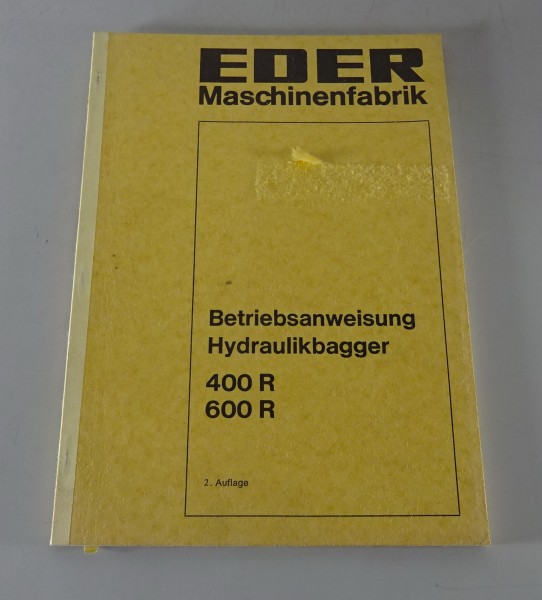 EDER
Maschinenfabrik
Betriebsanweisung
Hydraulikbagger
400 R
600 R
2. Auflage